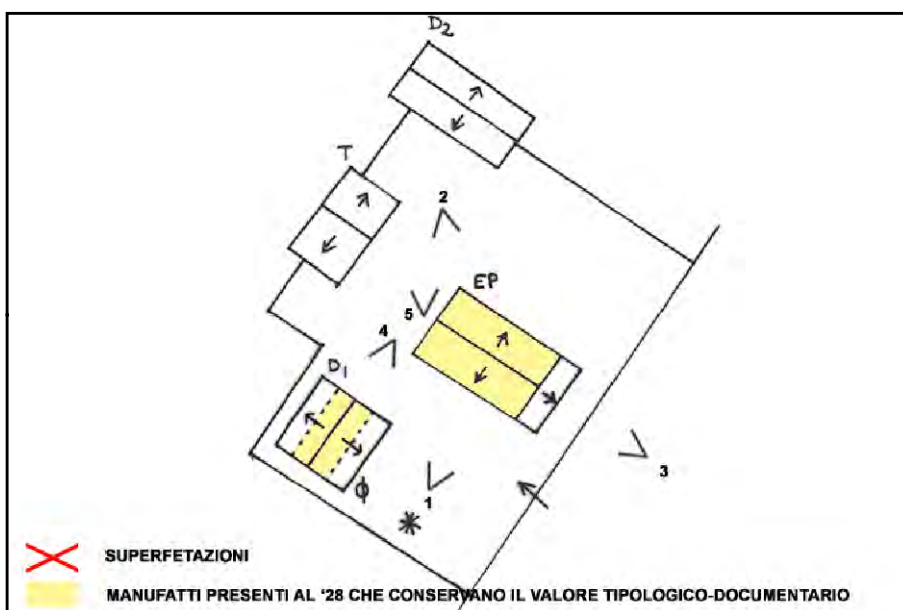 D2
T
2
EP
5
4
D1
3
1
SUPERFETAZIONI
MANUFATTI PRESENTI AL '28 CHE CONSERVANO IL VALORE TIPOLOGICO-DOCUMENTARIO